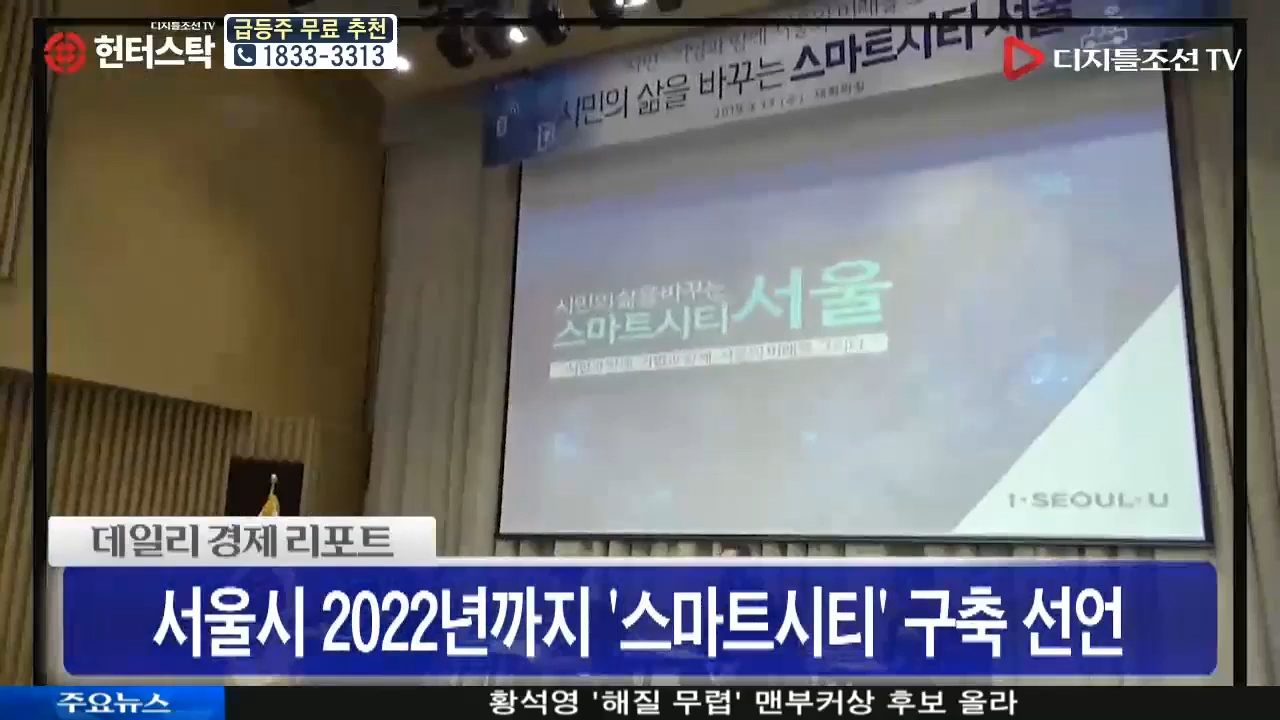 디지틀조선TV
헌터스탁
급등주 무료 추천
1833-3313
디지틀조선TV
스마트시티 서울
시민의 삶을 바꾸는
시민의 삶을 바꾸는
스마트시티 서울
I·SEOUL·U
데일리 경제 리포트
서울시 2022년까지 '스마트시티' 구축 선언
주요뉴스
황석영 '해질 무렵' 맨부커상 후보 올라